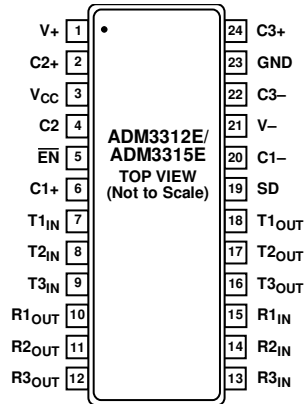 V+ 1 24 C3+
C2+ 2 23 GND
VCC 3 22 C3–
C2 4 21 V–
EN 5 20 C1–
C1+ 6 19 SD
T1IN 7 18 T1OUT
T2IN 8 17 T2OUT
T3IN 9 16 T3OUT
R1OUT 10 15 R1IN
R2OUT 11 14 R2IN
R3OUT 12 13 R3IN
ADM3312E/
ADM3315E
TOP VIEW
(Not to Scale)